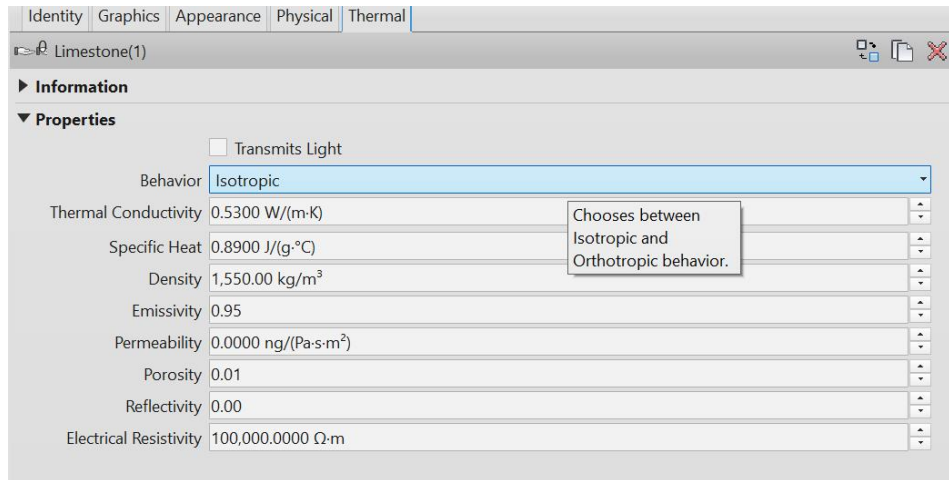 Identity Graphics Appearance Physical Thermal
Limestone(1)
Information
Properties
Transmits Light
Behavior Isotropic
Thermal Conductivity 0.5300 W/(m·K)
Chooses between
Isotropic and
Orthotropic behavior.
Specific Heat 0.8900 J/(g·°C)
Density 1,550.00 kg/m³
Emissivity 0.95
Permeability 0.0000 ng/(Pa·s·m²)
Porosity 0.01
Reflectivity 0.00
Electrical Resistivity 100,000.0000 Ω·m